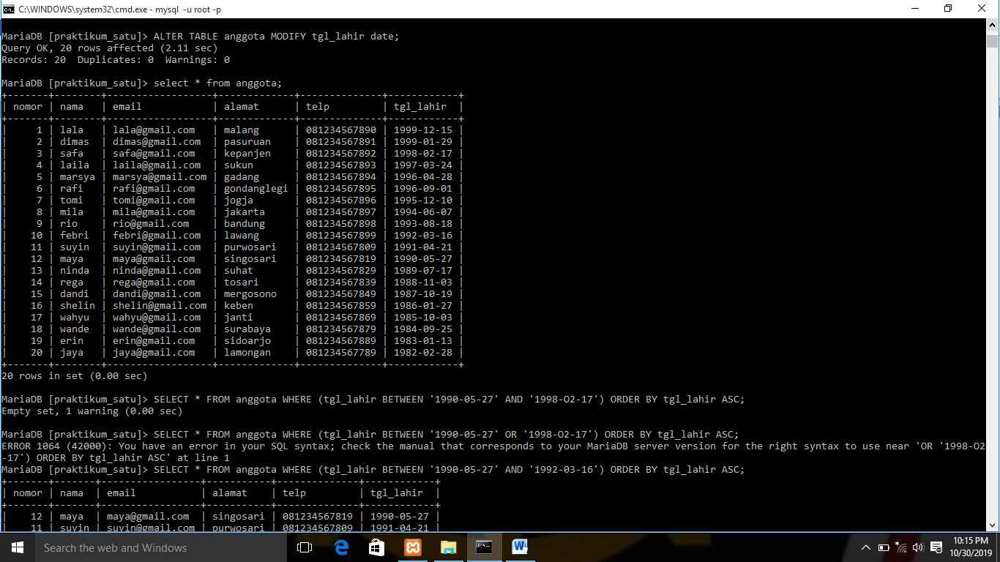 C:\WINDOWS\system32\cmd.exe - mysql  -u root -p
MariaDB [praktikum_satu]> ALTER TABLE anggota MODIFY tgl_lahir date;
Query OK, 20 rows affected (2.11 sec)
Records: 20  Duplicates: 0  Warnings: 0
MariaDB [praktikum_satu]> select * from anggota;
+-------+--------+------------------+-------------+--------------+------------+
| nomor | nama   | email            | alamat      | telp         | tgl_lahir  |
+-------+--------+------------------+-------------+--------------+------------+
|     1 | lala   | lala@gmail.com   | malang      | 081234567890 | 1999-12-15 |
|     2 | dimas  | dimas@gmail.com  | pasuruan    | 081234567891 | 1999-01-29 |
|     3 | safa   | safa@gmail.com   | kepanjen    | 081234567892 | 1998-02-17 |
|     4 | laila  | laila@gmail.com  | sukun       | 081234567893 | 1997-03-24 |
|     5 | marsya | marsya@gmail.com | gadang      | 081234567894 | 1996-04-28 |
|     6 | rafi   | rafi@gmail.com   | gondanglegi | 081234567895 | 1996-09-01 |
|     7 | tomi   | tomi@gmail.com   | jogja       | 081234567896 | 1995-12-10 |
|     8 | mila   | mila@gmail.com   | jakarta     | 081234567897 | 1994-06-07 |
|     9 | rio    | rio@gmail.com    | bandung     | 081234567898 | 1993-08-18 |
|    10 | febri  | febri@gmail.com  | lawang      | 081234567899 | 1992-03-16 |
|    11 | suyin  | suyin@gmail.com  | purwosari   | 081234567809 | 1991-04-21 |
|    12 | maya   | maya@gmail.com   | singosari   | 081234567819 | 1990-05-27 |
|    13 | ninda  | ninda@gmail.com  | suhat       | 081234567829 | 1989-07-17 |
|    14 | rega   | rega@gmail.com   | tosari      | 081234567839 | 1988-11-03 |
|    15 | dandi  | dandi@gmail.com  | mergosono   | 081234567849 | 1987-10-19 |
|    16 | shelin | shelin@gmail.com | keben       | 081234567859 | 1986-01-27 |
|    17 | wahyu  | wahyu@gmail.com  | janti       | 081234567869 | 1985-10-03 |
|    18 | wande  | wande@gmail.com  | surabaya    | 081234567879 | 1984-09-25 |
|    19 | erin   | erin@gmail.com   | sidoarjo    | 081234567889 | 1983-01-13 |
|    20 | jaya   | jaya@gmail.com   | lamongan    | 081234567789 | 1982-02-28 |
+-------+--------+------------------+-------------+--------------+------------+
20 rows in set (0.00 sec)
MariaDB [praktikum_satu]> SELECT * FROM anggota WHERE (tgl_lahir BETWEEN '1990-05-27' AND '1998-O2-17') ORDER BY tgl_lahir ASC;
Empty set, 1 warning (0.00 sec)
MariaDB [praktikum_satu]> SELECT * FROM anggota WHERE (tgl_lahir BETWEEN '1990-05-27' OR '1998-O2-17') ORDER BY tgl_lahir ASC;
ERROR 1064 (42000): You have an error in your SQL syntax; check the manual that corresponds to your MariaDB server version for the right syntax to use near 'OR '1998-O2
-17') ORDER BY tgl_lahir ASC' at line 1
MariaDB [praktikum_satu]> SELECT * FROM anggota WHERE (tgl_lahir BETWEEN '1990-05-27' AND '1992-03-16') ORDER BY tgl_lahir ASC;
+-------+-------+-----------------+-----------+--------------+------------+
| nomor | nama  | email           | alamat    | telp         | tgl_lahir  |
+-------+-------+-----------------+-----------+--------------+------------+
|    12 | maya  | maya@gmail.com  | singosari | 081234567819 | 1990-05-27 |
|    11 | suyin | suyin@gmail.com | purwosari | 081234567809 | 1991-04-21 |
Search the web and Windows
10:15 PM
10/30/2019